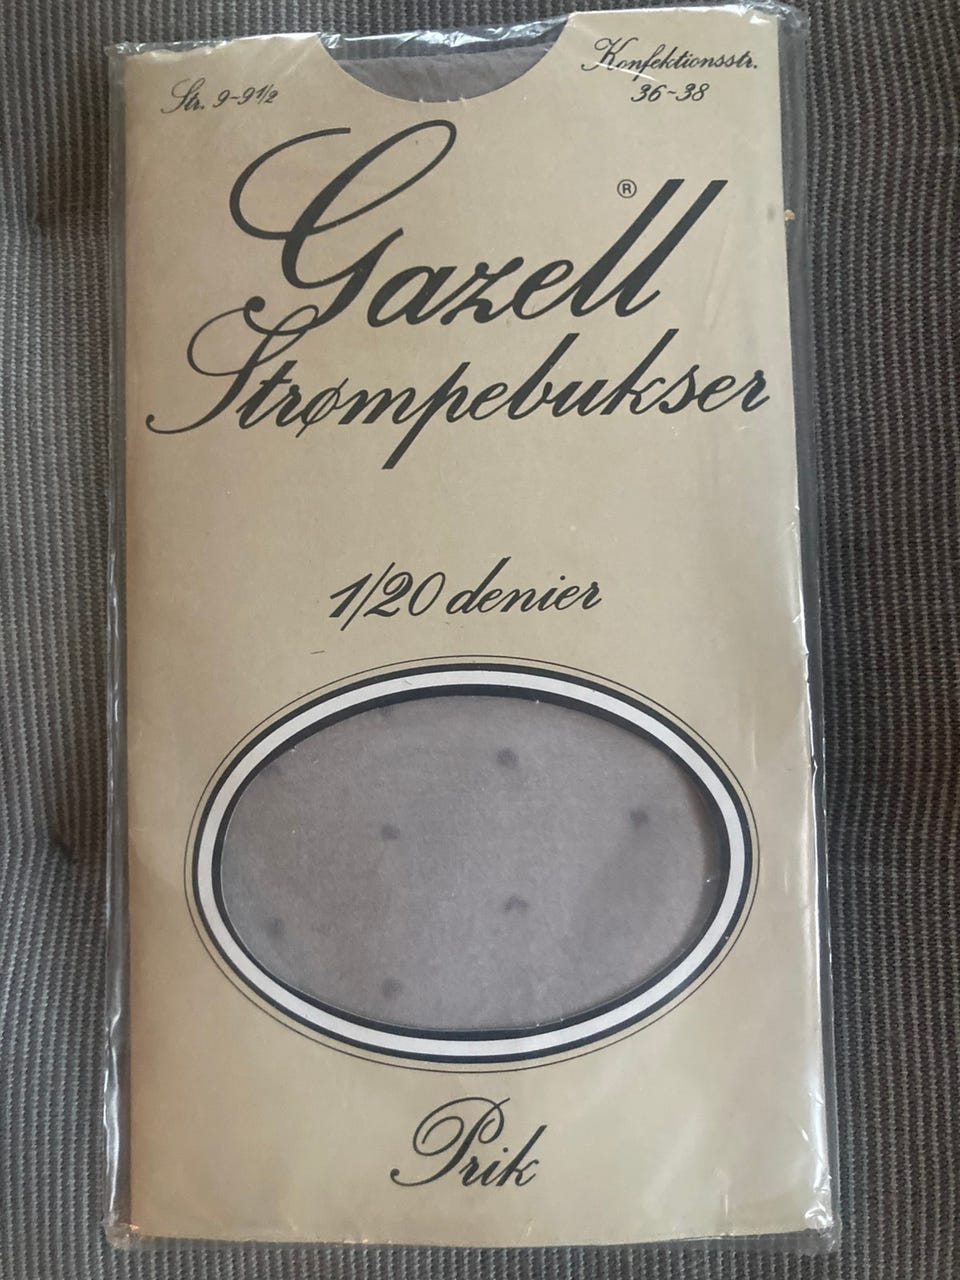 Str. 9-9½
Konfektionsstr.
36-38
Gazell ®
Strømpebukser
1/20 denier
Prik